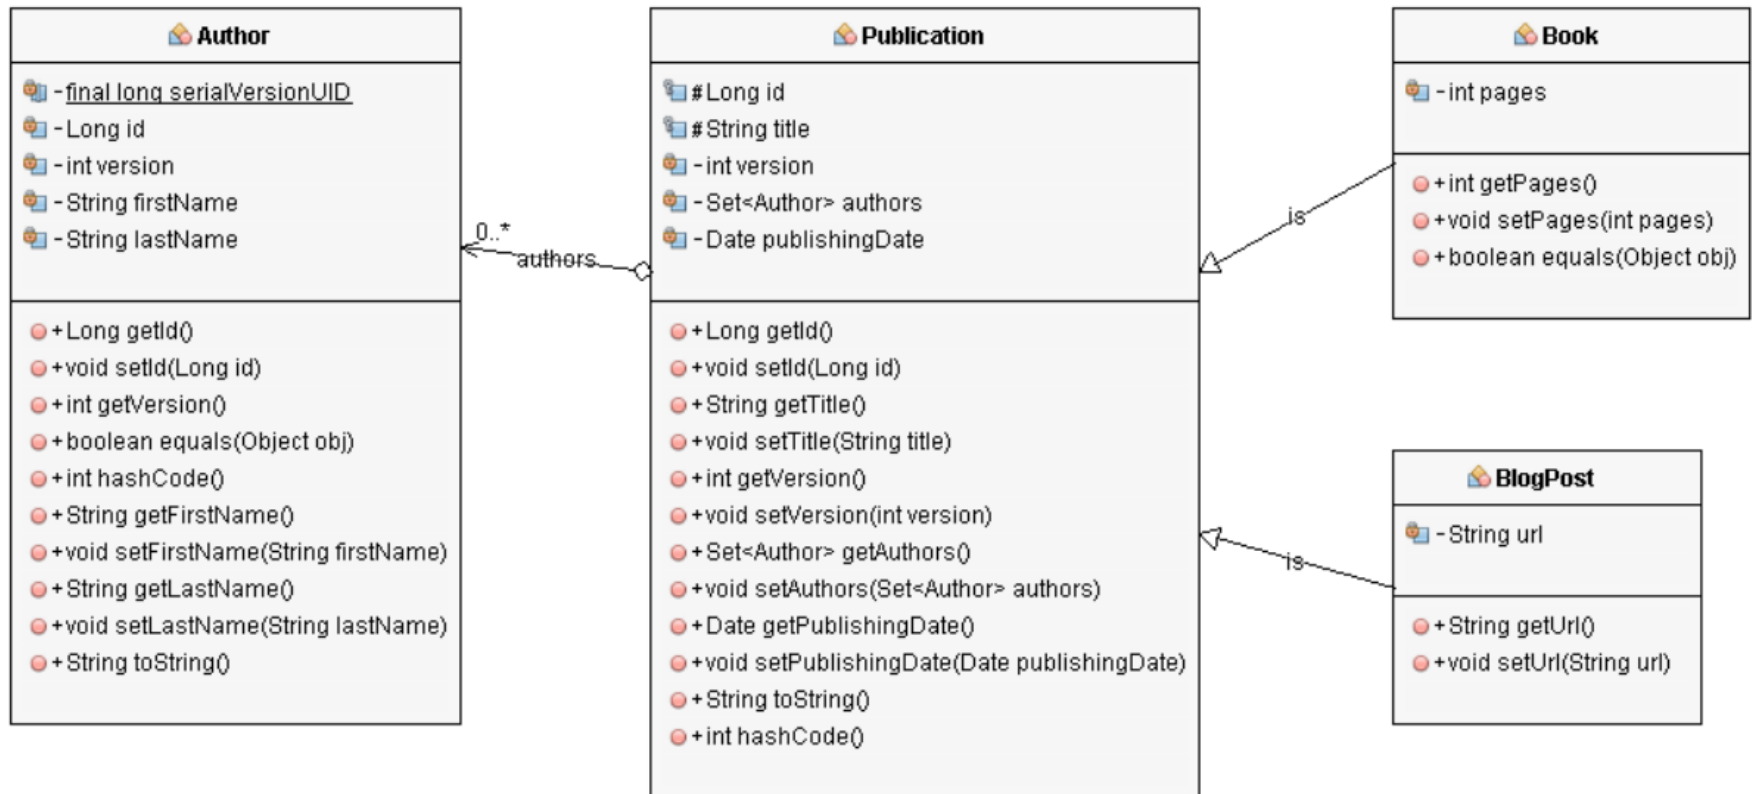 Author
-final long serialVersionUID
-Long id
-int version
-String firstName
-String lastName
+Long getId()
+void setId(Long id)
+int getVersion()
+boolean equals(Object obj)
+int hashCode()
+String getFirstName()
+void setFirstName(String firstName)
+String getLastName()
+void setLastName(String lastName)
+String toString()
0..*
authors
Publication
#Long id
#String title
-int version
-Set<Author> authors
-Date publishingDate
+Long getId()
+void setId(Long id)
+String getTitle()
+void setTitle(String title)
+int getVersion()
+void setVersion(int version)
+Set<Author> getAuthors()
+void setAuthors(Set<Author> authors)
+Date getPublishingDate()
+void setPublishingDate(Date publishingDate)
+String toString()
+int hashCode()
is
is
Book
-int pages
+int getPages()
+void setPages(int pages)
+boolean equals(Object obj)
BlogPost
-String url
+String getUrl()
+void setUrl(String url)